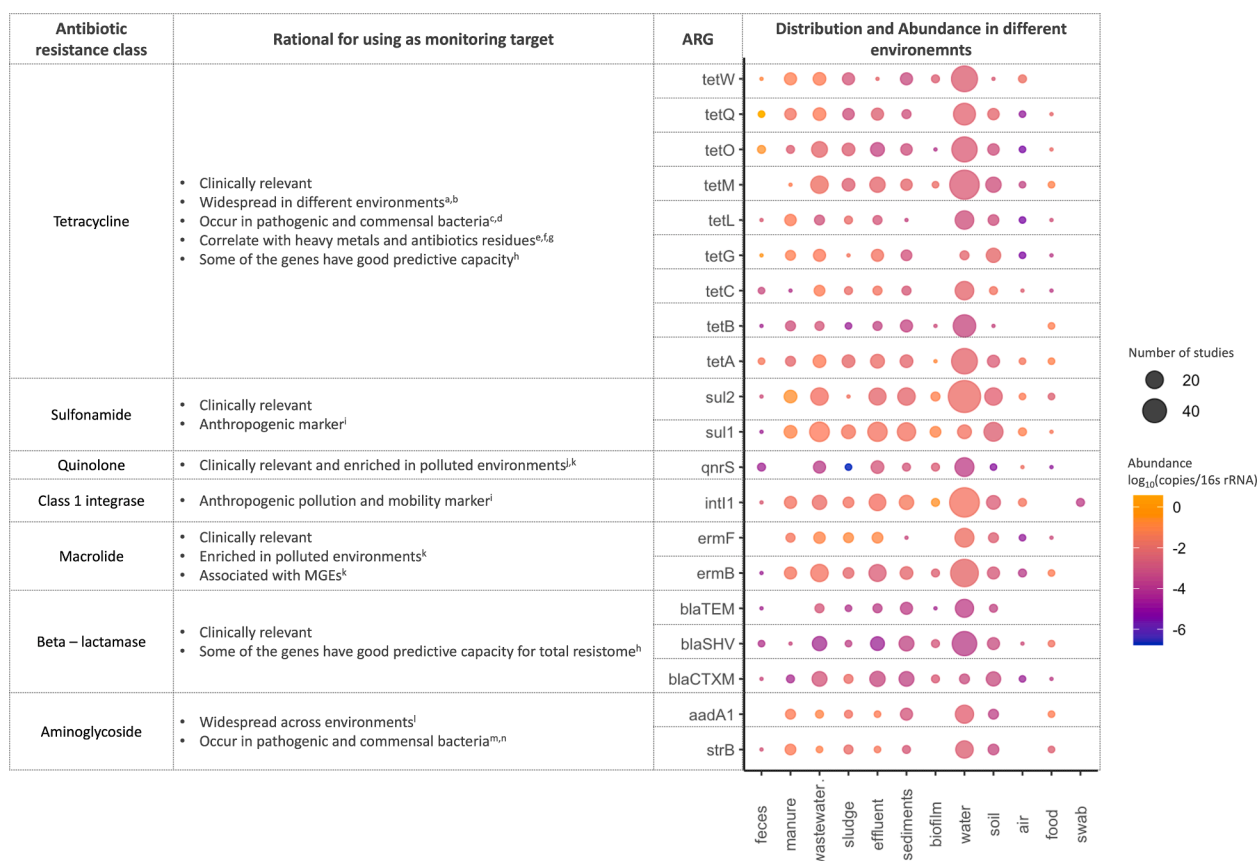 Antibiotic
resistance class
Rational for using as monitoring target
ARG
Distribution and Abundance in different
environemnts
Tetracycline
• Clinically relevant
• Widespread in different environmentsa,b
• Occur in pathogenic and commensal bacteriac,d
• Correlate with heavy metals and antibiotics residuese,f,g
• Some of the genes have good predictive capacityh
tetW
tetQ
tetO
tetM
tetL
tetG
tetC
tetB
tetA
Sulfonamide
• Clinically relevant
• Anthropogenic markeri
sul2
sul1
Quinolone
• Clinically relevant and enriched in polluted environmentsj,k
qnrS
Class 1 integrase
• Anthropogenic pollution and mobility markeri
intI1
Macrolide
• Clinically relevant
• Enriched in polluted environmentsk
• Associated with MGEsk
ermF
ermB
Beta – lactamase
• Clinically relevant
• Some of the genes have good predictive capacity for total resistomeh
blaTEM
blaSHV
blaCTXM
Aminoglycoside
• Widespread across environmentsl
• Occur in pathogenic and commensal bacteriam,n
aadA1
strB
feces
manure
wastewater.
sludge
effluent
sediments
biofilm
water
soil
air
food
swab
Number of studies
20
40
Abundance
log10(copies/16s rRNA)
0
-2
-4
-6